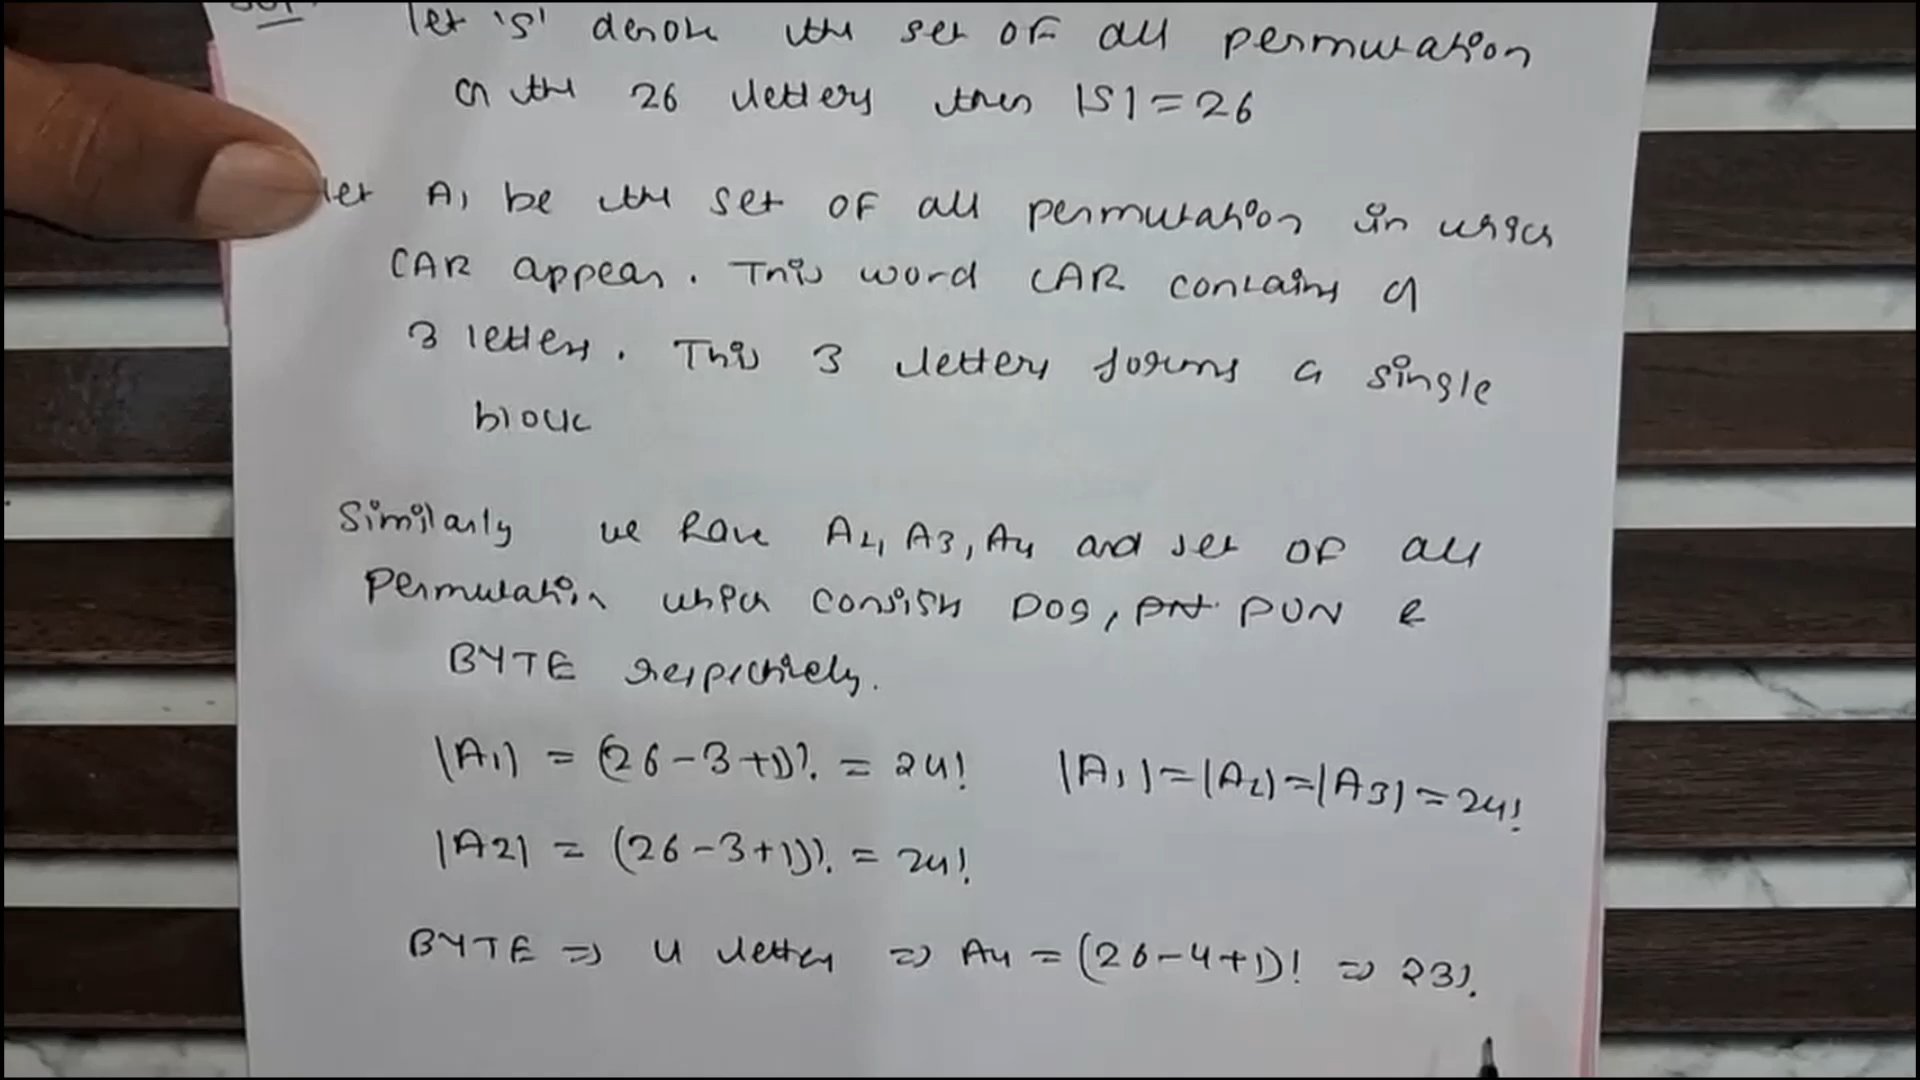 let 'S' denote the set OF all permutation
of the 26 letters then |S| = 26
let A1 be the set OF all permutation in which
CAR appear. This word CAR contains of
3 letters. This 3 letters forms a single
block
Similarly we have A2, A3, A4 and set OF all
permutation which consists DOG, PUN &
BYTE respectively.
|A1| = (26-3+1)! = 24! |A1| = |A2| = |A3| = 24!
|A2| = (26-3+1)! = 24!
BYTE ⇒ 4 letter ⇒ A4 = (26-4+1)! ⇒ 23!